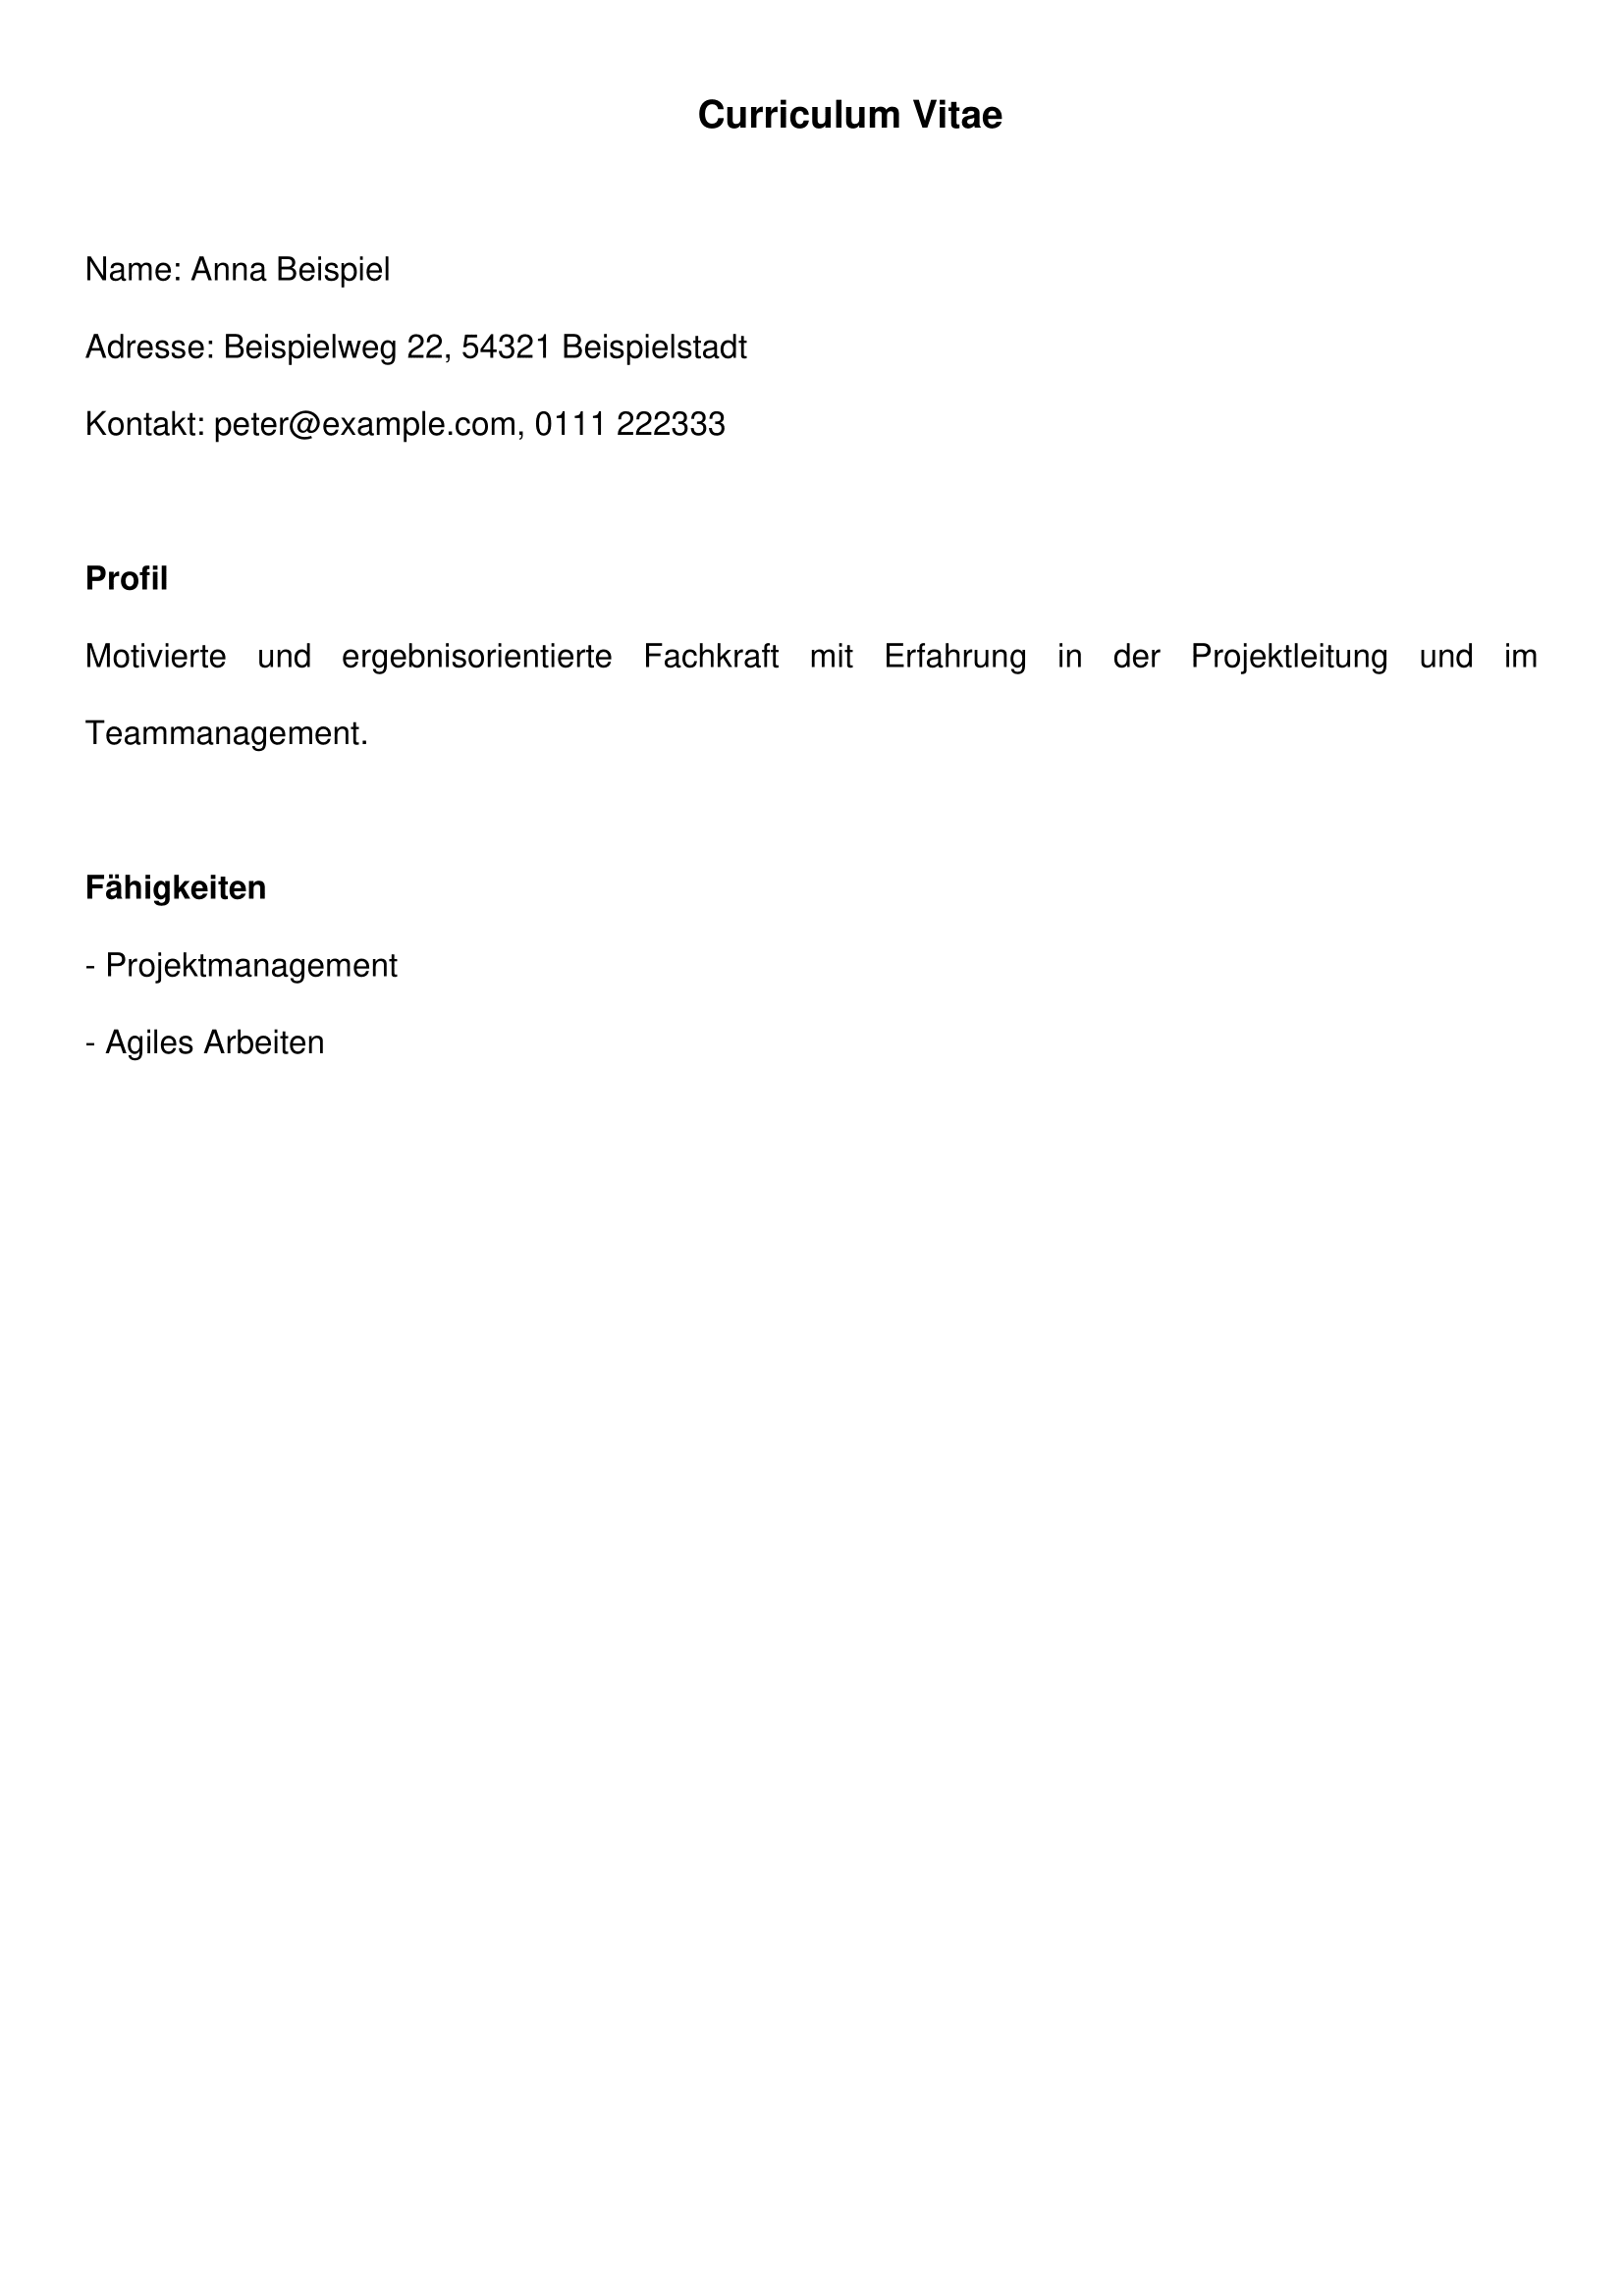 Curriculum Vitae
Name: Anna Beispiel
Adresse: Beispielweg 22, 54321 Beispielstadt
Kontakt: peter@example.com, 0111 222333
Profil
Motivierte und ergebnisorientierte Fachkraft mit Erfahrung in der Projektleitung und im
Teammanagement.
Fähigkeiten
- Projektmanagement
- Agiles Arbeiten